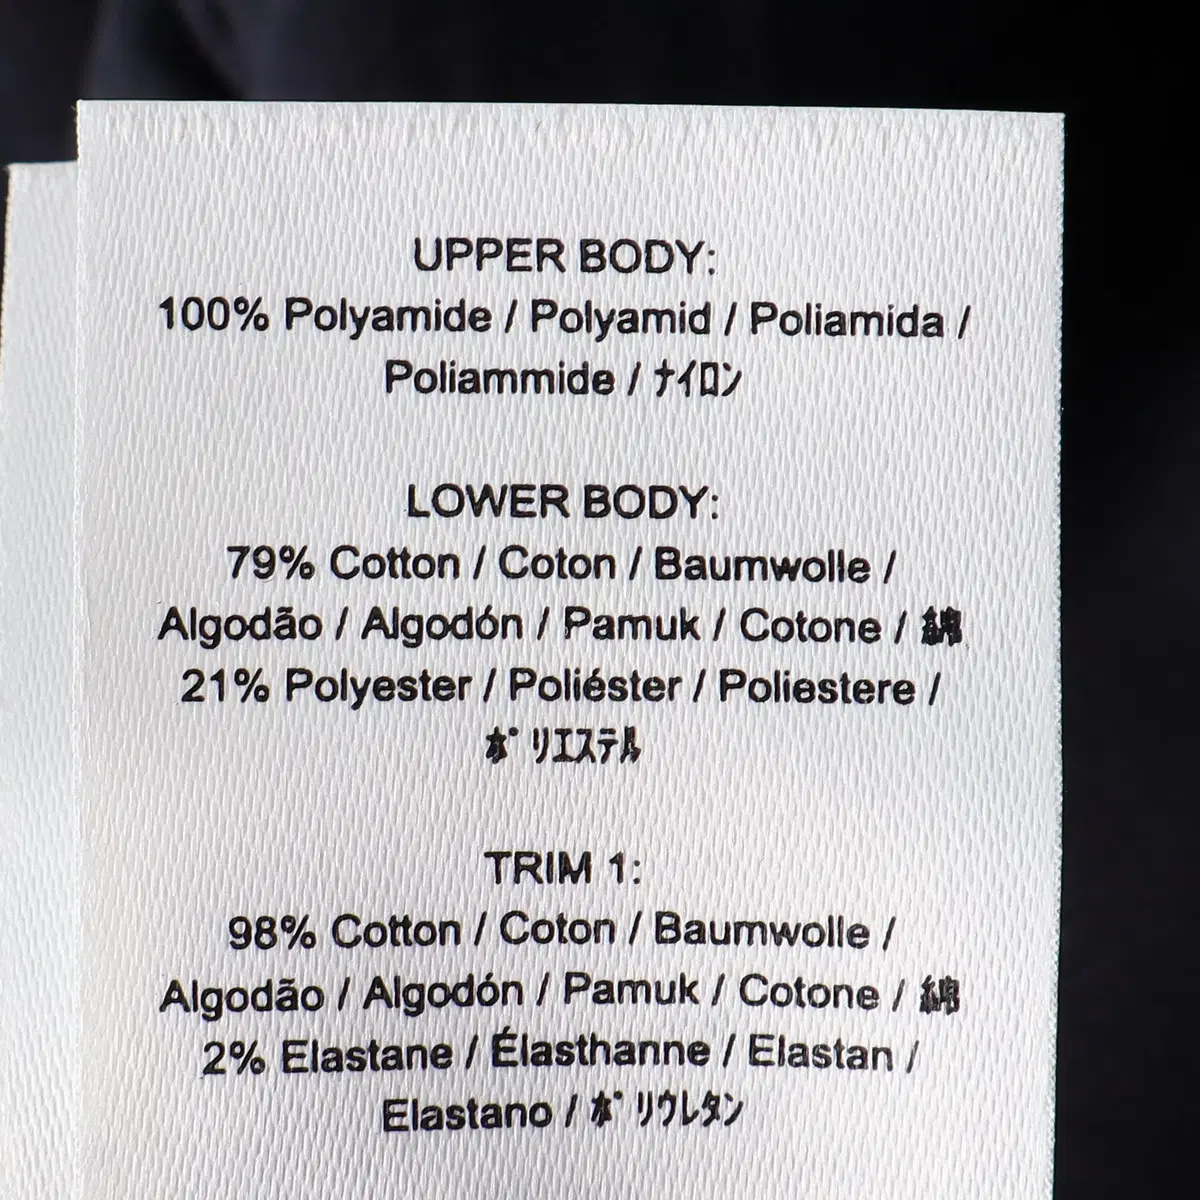 UPPER BODY:
100% Polyamide / Polyamid / Poliamida /
Poliammide / ﾅｲﾛﾝ
LOWER BODY:
79% Cotton / Coton / Baumwolle /
Algodão / Algodón / Pamuk / Cotone / 綿
21% Polyester / Poliéster / Poliestere /
ﾎﾟﾘｴｽﾃﾙ
TRIM 1:
98% Cotton / Coton / Baumwolle /
Algodão / Algodón / Pamuk / Cotone / 綿
2% Elastane / Élasthanne / Elastan /
Elastano / ﾎﾟﾘｳﾚﾀﾝ